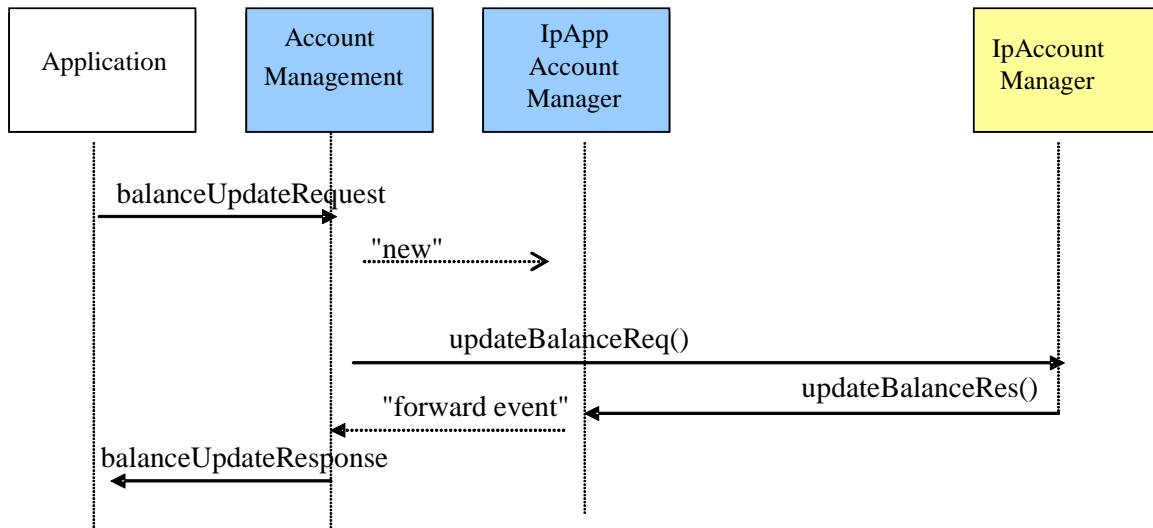 Application
Account
Management
IpApp
Account
Manager
IpAccount
Manager
balanceUpdateRequest
"new"
updateBalanceReq()
updateBalanceRes()
"forward event"
balanceUpdateResponse